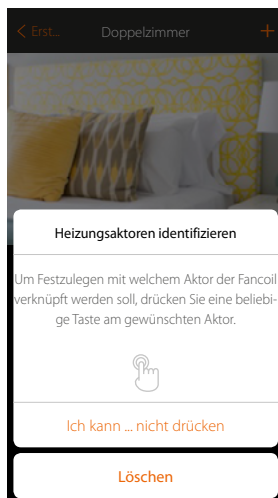 < Erst... Doppelzimmer +
Heizungsaktoren identifizieren
Um Festzulegen mit welchem Aktor der Fancoil
verknüpft werden soll, drücken Sie eine beliebi-
ge Taste am gewünschten Aktor.
Ich kann ... nicht drücken
Löschen